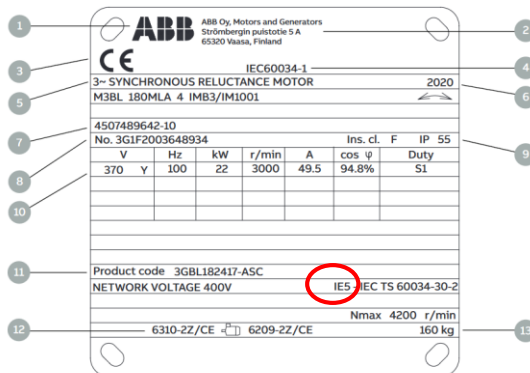 1
ABB
ABB Oy, Motors and Generators
Strömbergin puistotie 5 A
65320 Vaasa, Finland
2
3
CE
IEC60034-1
4
5
3~ SYNCHRONOUS RELUCTANCE MOTOR 2020
6
M3BL 180MLA 4 IMB3/IM1001
7
4507489642-10
8
No. 3G1F2003648934 Ins. cl. F IP 55
9
V Hz kW r/min A cos φ Duty
10
370 Y 100 22 3000 49.5 94.8% S1
11
Product code 3GBL182417-ASC
NETWORK VOLTAGE 400V IE5 - IEC TS 60034-30-2
Nmax 4200 r/min
12
6310-2Z/CE 6209-2Z/CE 160 kg
13